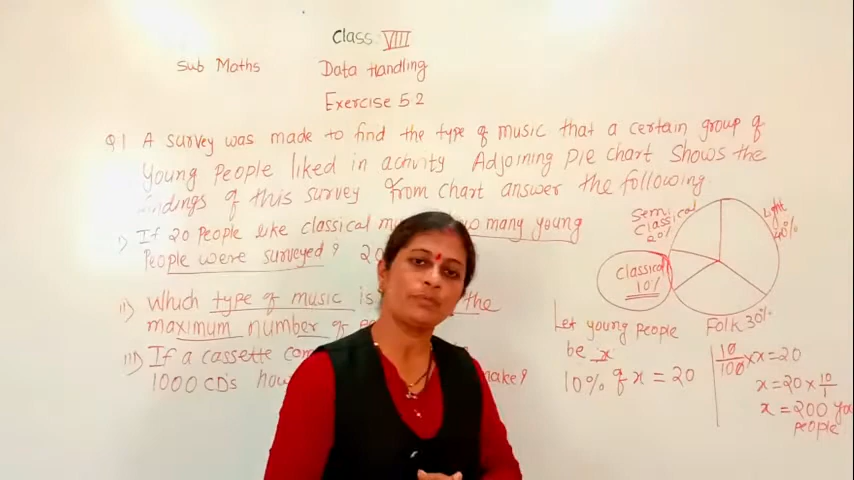 Class VIII
Sub Maths
Data Handling
Exercise 5.2
Q1 A survey was made to find the type of music that a certain group of
young People liked in activity Adjoining Pie chart Shows the
findings of this survey From chart answer the following
i) If 20 People like classical how many young
People were surveyed?
ii) Which type of music is the
maximum number of
iii) If a cassette
1000 CD's make?
Semi
Classical
20%
Light
40%
Classical
10%
Folk 30%
Let young people
be x
10% of x = 20
10/100 × x = 20
x = 20 × 10/1
x = 200
people